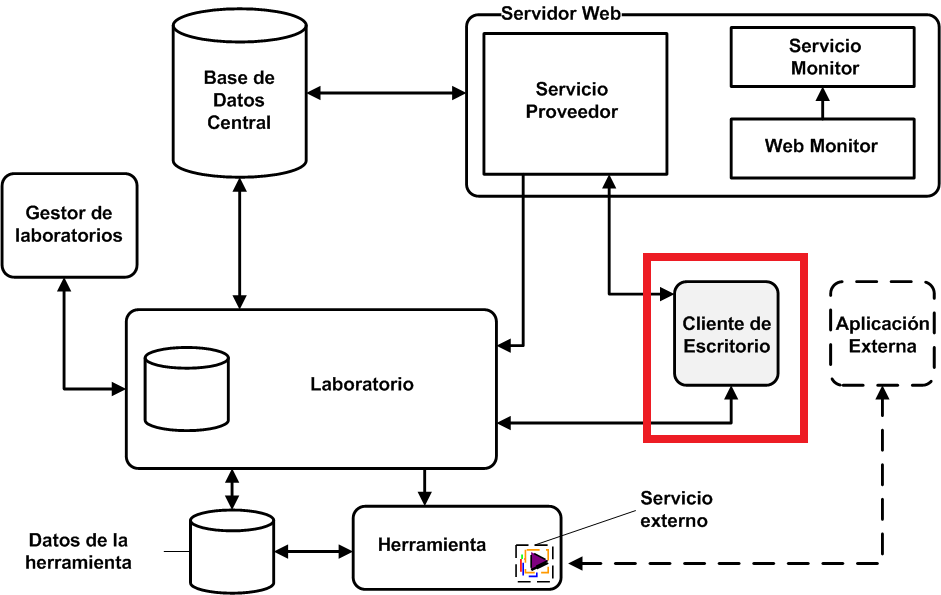 Servidor Web
Base de
Datos
Central
Servicio
Proveedor
Servicio
Monitor
Web Monitor
Gestor de
laboratorios
Cliente de
Escritorio
Aplicación
Externa
Laboratorio
Servicio
externo
Datos de la
herramienta
Herramienta